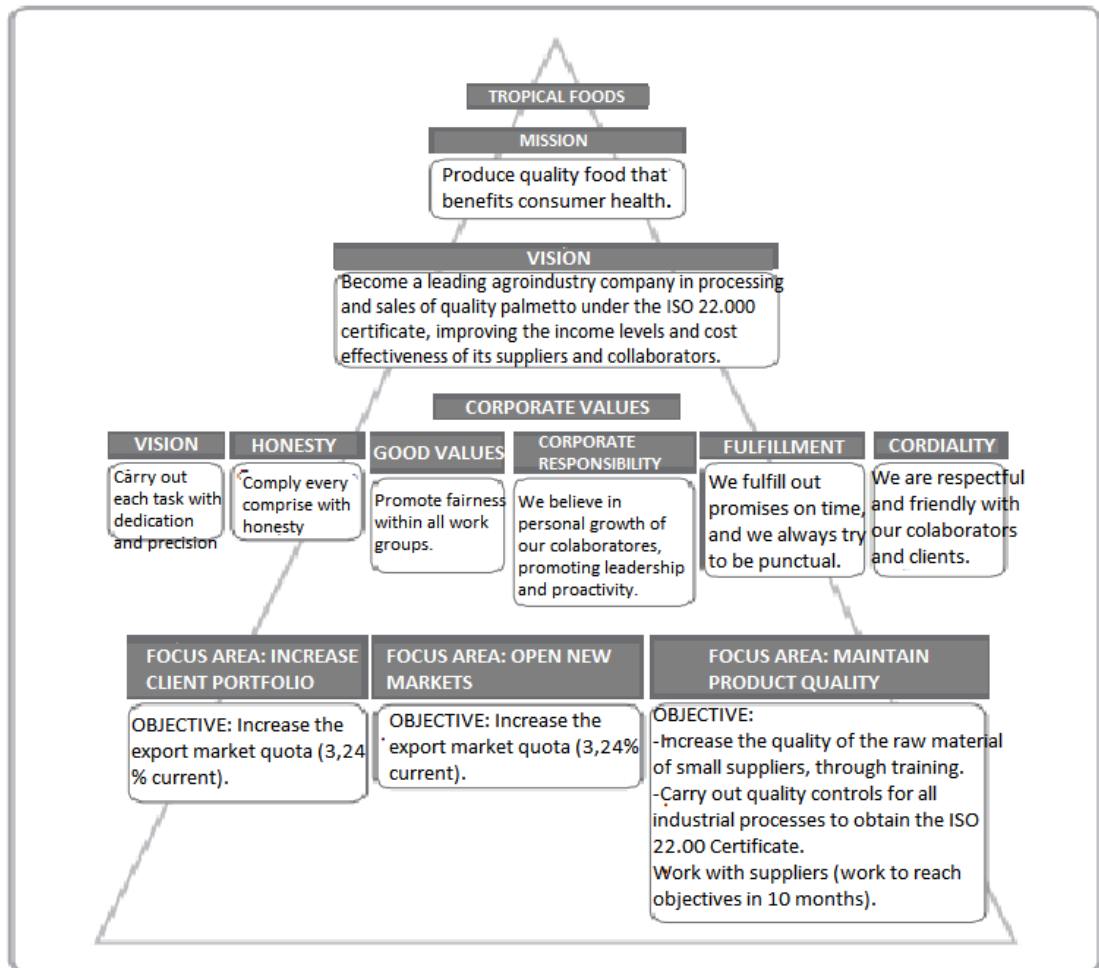 TROPICAL FOODS
MISSION
Produce quality food that
benefits consumer health.
VISION
Become a leading agroindustry company in processing
and sales of quality palmetto under the ISO 22.000
certificate, improving the income levels and cost
effectiveness of its suppliers and collaborators.
CORPORATE VALUES
VISION
Carry out
each task with
dedication
and precision
HONESTY
Comply every
comprise with
honesty
GOOD VALUES
Promote fairness
within all work
groups.
CORPORATE
RESPONSIBILITY
We believe in
personal growth of
our colaboratores,
promoting leadership
and proactivity.
FULFILLMENT
We fulfill out
promises on time,
and we always try
to be punctual.
CORDIALITY
We are respectful
and friendly with
our colaborators
and clients.
FOCUS AREA: INCREASE
CLIENT PORTFOLIO
OBJECTIVE: Increase the
export market quota (3,24
% current).
FOCUS AREA: OPEN NEW
MARKETS
OBJECTIVE: Increase the
export market quota (3,24%
current).
FOCUS AREA: MAINTAIN
PRODUCT QUALITY
OBJECTIVE:
-Increase the quality of the raw material
of small suppliers, through training.
-Carry out quality controls for all
industrial processes to obtain the ISO
22.00 Certificate.
Work with suppliers (work to reach
objectives in 10 months).